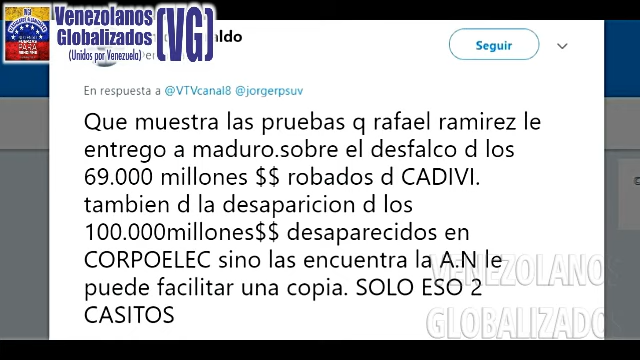 Venezolanos
Globalizados
(Unidos por Venezuela)
(VG)
aldo
Seguir
En respuesta a @VTVcanal8 @jorgerpsuv
Que muestra las pruebas q rafael ramirez le
entrego a maduro.sobre el desfalco d los
69.000 millones $$ robados d CADIVI.
tambien d la desaparicion d los
100.000millones$$ desaparecidos en
CORPOELEC sino las encuentra la A.N le
puede facilitar una copia. SOLO ESO 2
CASITOS
VENEZOLANOS
GLOBALIZADO